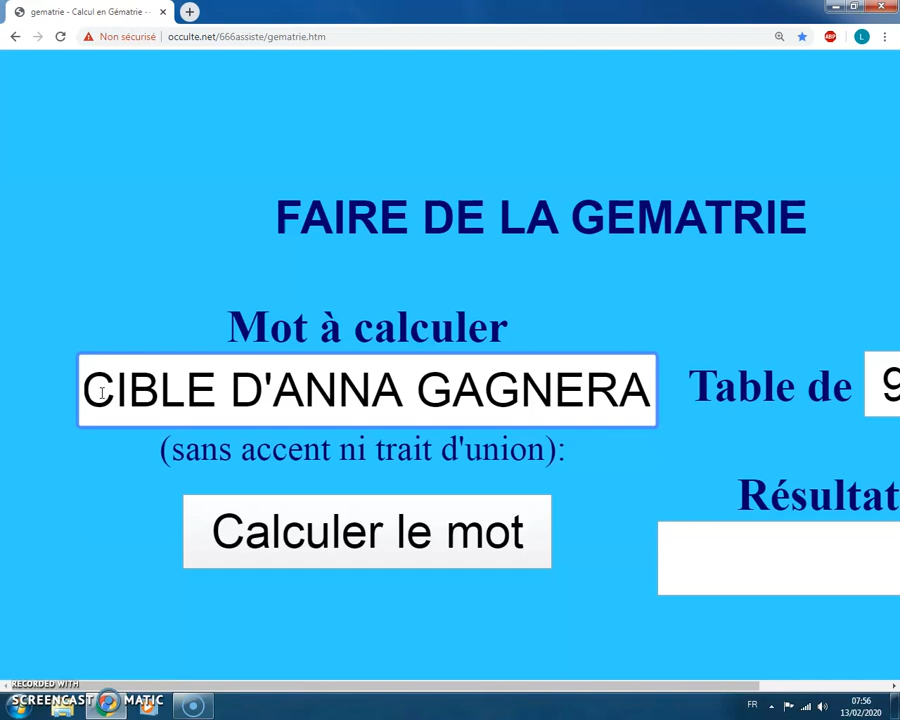 gematrie - Calcul en Gématrie -
Non sécurisé
occulte.net/666assiste/gematrie.htm
ABP
L
FAIRE DE LA GEMATRIE
Mot à calculer
CIBLE D'ANNA GAGNERA
Table de 9
(sans accent ni trait d'union):
Calculer le mot
Résultat
RECORDED WITH
SCREENCAST MATIC
FR
07:56
13/02/2020